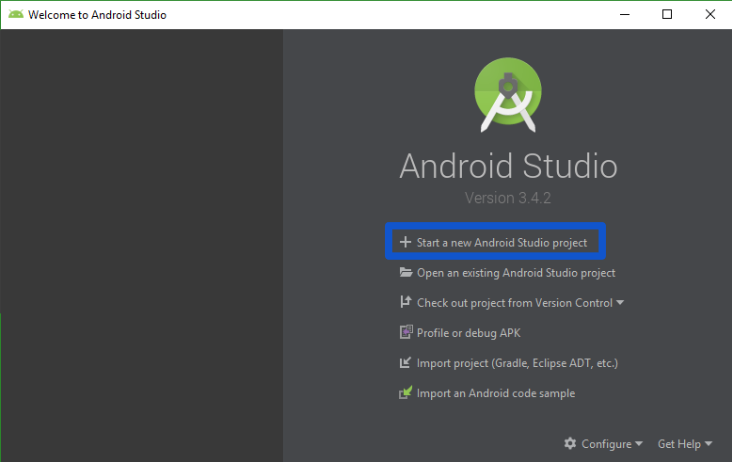 Welcome to Android Studio
Android Studio
Version 3.4.2
Start a new Android Studio project
Open an existing Android Studio project
Check out project from Version Control
Profile or debug APK
Import project (Gradle, Eclipse ADT, etc.)
Import an Android code sample
Configure Get Help